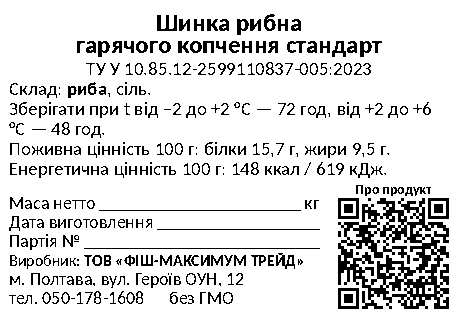 Шинка рибна
гарячого копчення стандарт
ТУ У 10.85.12-2599110837-005:2023
Склад: риба, сіль.
Зберігати при t від −2 до +2 °C — 72 год, від +2 до +6
°C — 48 год.
Поживна цінність 100 г: білки 15,7 г, жири 9,5 г.
Енергетична цінність 100 г: 148 ккал / 619 кДж.
Про продукт
Маса нетто ______________________ кг
Дата виготовлення __________________
Партія № __________________________
Виробник: ТОВ «ФІШ-МАКСИМУМ ТРЕЙД»
м. Полтава, вул. Героїв ОУН, 12
тел. 050-178-1608 без ГМО